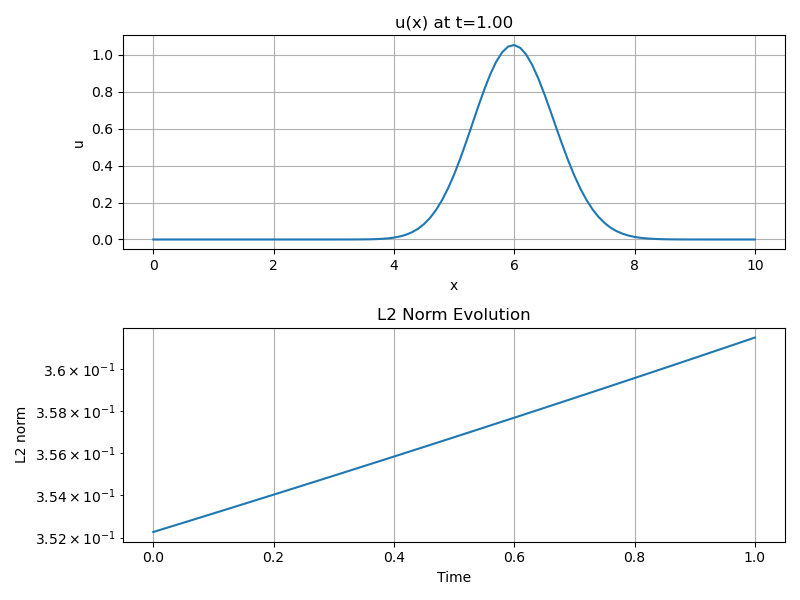 u(x) at t=1.00
1.0
0.8
0.6
0.4
0.2
0.0
u
0 2 4 6 8 10
x
L2 Norm Evolution
3.6 × 10⁻¹
3.58 × 10⁻¹
3.56 × 10⁻¹
3.54 × 10⁻¹
3.52 × 10⁻¹
L2 norm
0.0 0.2 0.4 0.6 0.8 1.0
Time